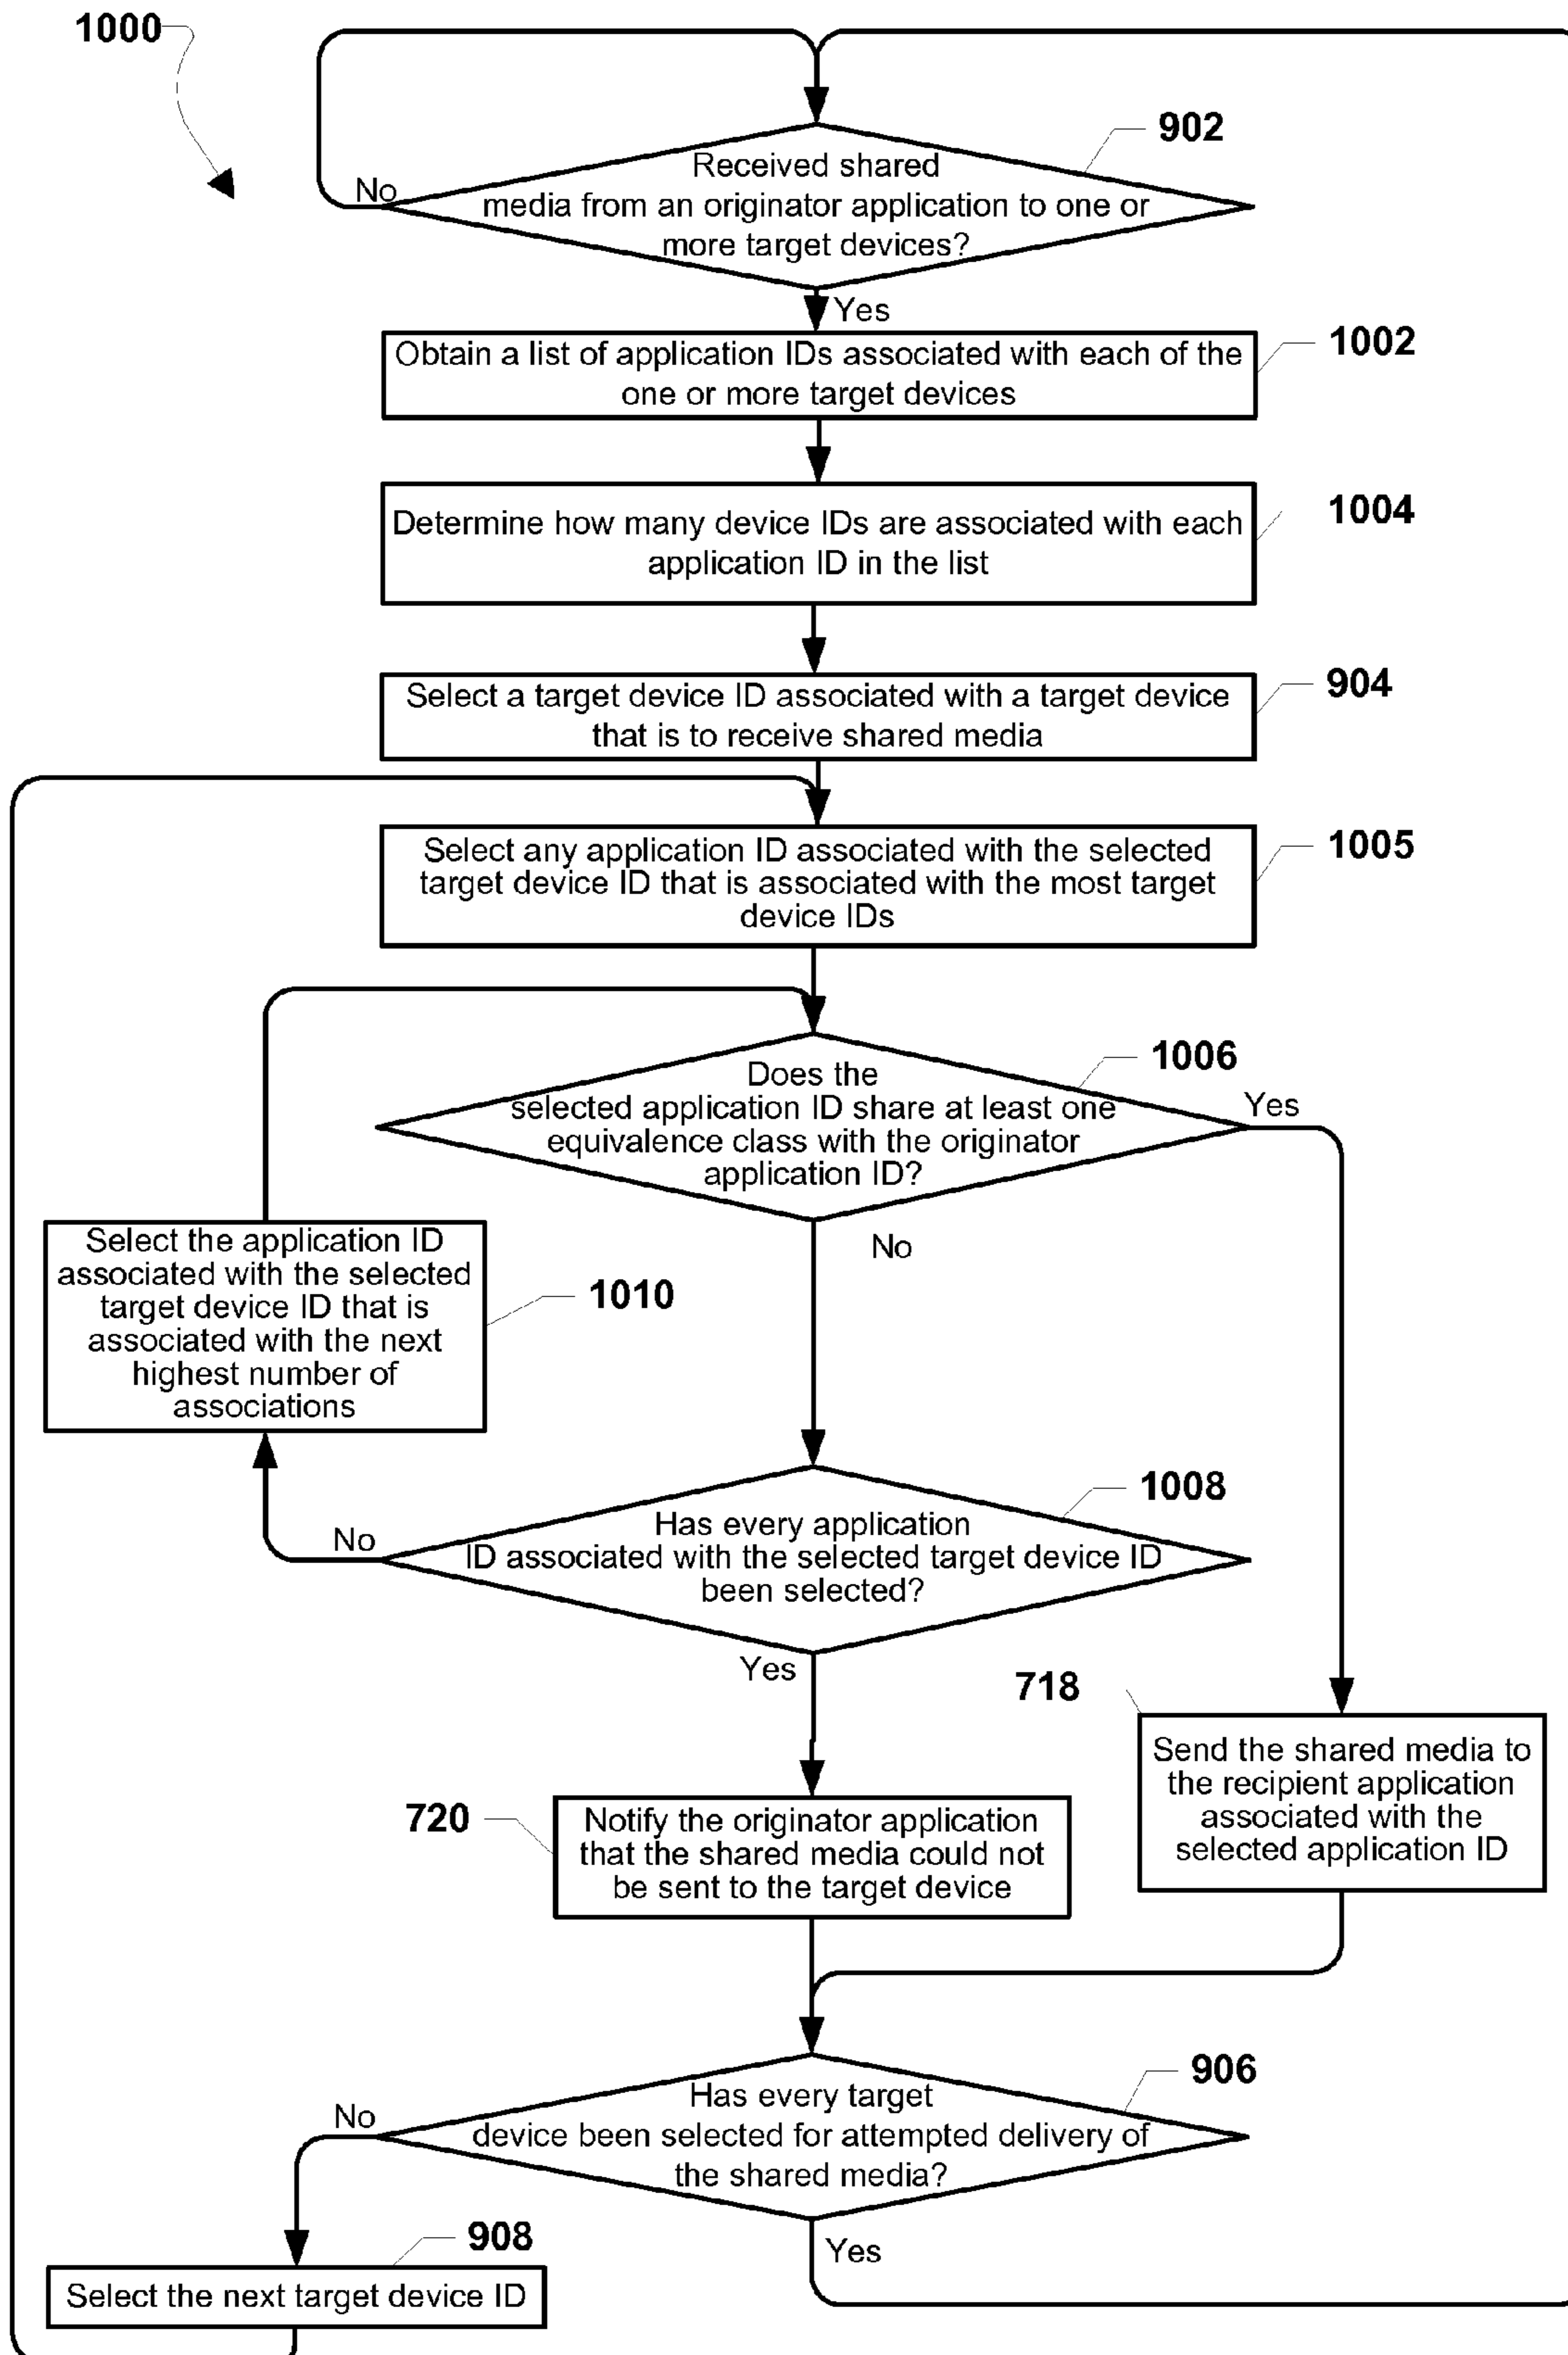 1000
902
Received shared
media from an originator application to one or
more target devices?
No
Yes
Obtain a list of application IDs associated with each of the
one or more target devices
1002
Determine how many device IDs are associated with each
application ID in the list
1004
Select a target device ID associated with a target device
that is to receive shared media
904
Select any application ID associated with the selected
target device ID that is associated with the most target
device IDs
1005
Does the
selected application ID share at least one
equivalence class with the originator
application ID?
1006
Yes
No
Select the application ID
associated with the selected
target device ID that is
associated with the next
highest number of
associations
1010
Has every application
ID associated with the selected target device ID
been selected?
1008
No
Yes
718
Send the shared media to
the recipient application
associated with the
selected application ID
720
Notify the originator application
that the shared media could not
be sent to the target device
906
Has every target
device been selected for attempted delivery of
the shared media?
No
Yes
908
Select the next target device ID